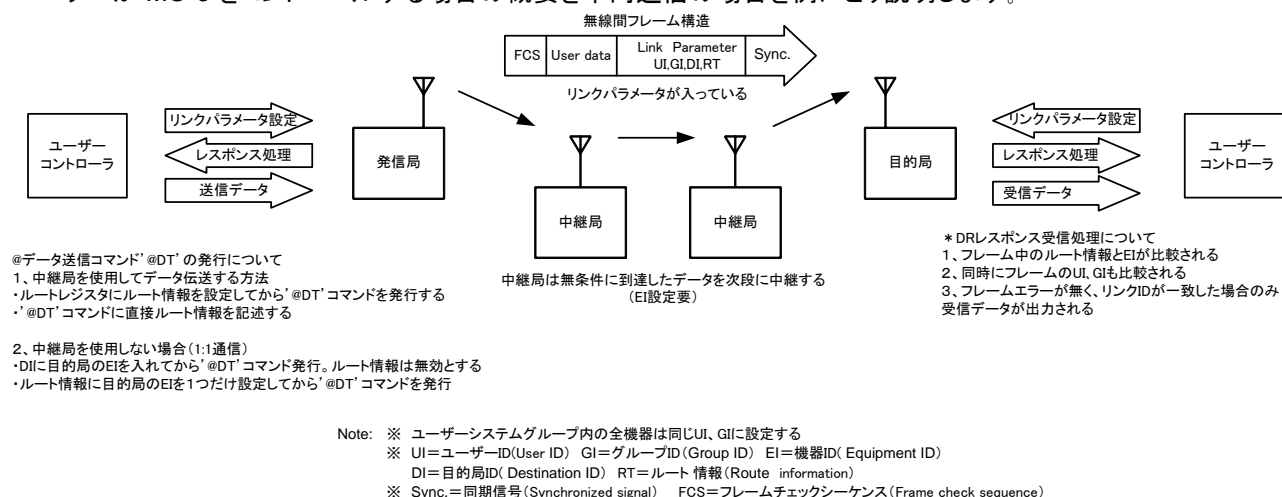 無線間フレーム構造
FCS User data Link Parameter UI,GI,DI,RT Sync.
リンクパラメータが入っている
ユーザー
コントローラ
リンクパラメータ設定
レスポンス処理
送信データ
発信局
中継局
中継局
目的局
リンクパラメータ設定
レスポンス処理
受信データ
ユーザー
コントローラ
中継局は無条件に到達したデータを次段に中継する
(EI設定要)
@データ送信コマンド'@DT'の発行について
1、中継局を使用してデータ伝送する方法
・ルートレジスタにルート情報を設定してから'@DT'コマンドを発行する
・'@DT'コマンドに直接ルート情報を記述する
2、中継局を使用しない場合(1:1通信)
・DIに目的局のEIを入れてから'@DT'コマンド発行。ルート情報は無効とする
・ルート情報に目的局のEIを1つだけ設定してから'@DT'コマンドを発行
*DRレスポンス受信処理について
1、フレーム中のルート情報とEIが比較される
2、同時にフレームのUI、GIも比較される
3、フレームエラーが無く、リンクIDが一致した場合のみ
受信データが出力される
Note: ※ ユーザーシステムグループ内の全機器は同じUI、GIに設定する
※ UI=ユーザーID(User ID) GI=グループID(Group ID) EI=機器ID( Equipment ID)
DI=目的局ID( Destination ID) RT=ルート 情報(Route information)
※ Sync.=同期信号(Synchronized signal) FCS=フレームチェックシーケンス(Frame check sequence)